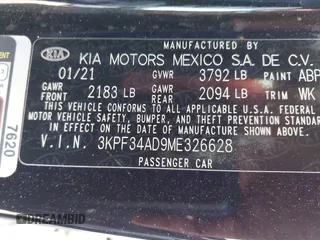 MANUFACTURED BY
KIA KIA MOTORS MEXICO S.A. DE C.V.
01/21 GVWR 3792 LB PAINT ABP
GAWR FRONT 2183 LB GAWR REAR 2094 LB TRIM WK
THIS VEHICLE CONFORMS TO ALL APPLICABLE U.S. FEDERAL
MOTOR VEHICLE SAFETY, BUMPER, AND THEFT PREVENTION STANDARDS
IN EFFECT ON THE DATE OF MANUFACTURE SHOWN ABOVE.
V.I.N. 3KPF34AD9ME326628
PASSENGER CAR
7620
DREAMBID